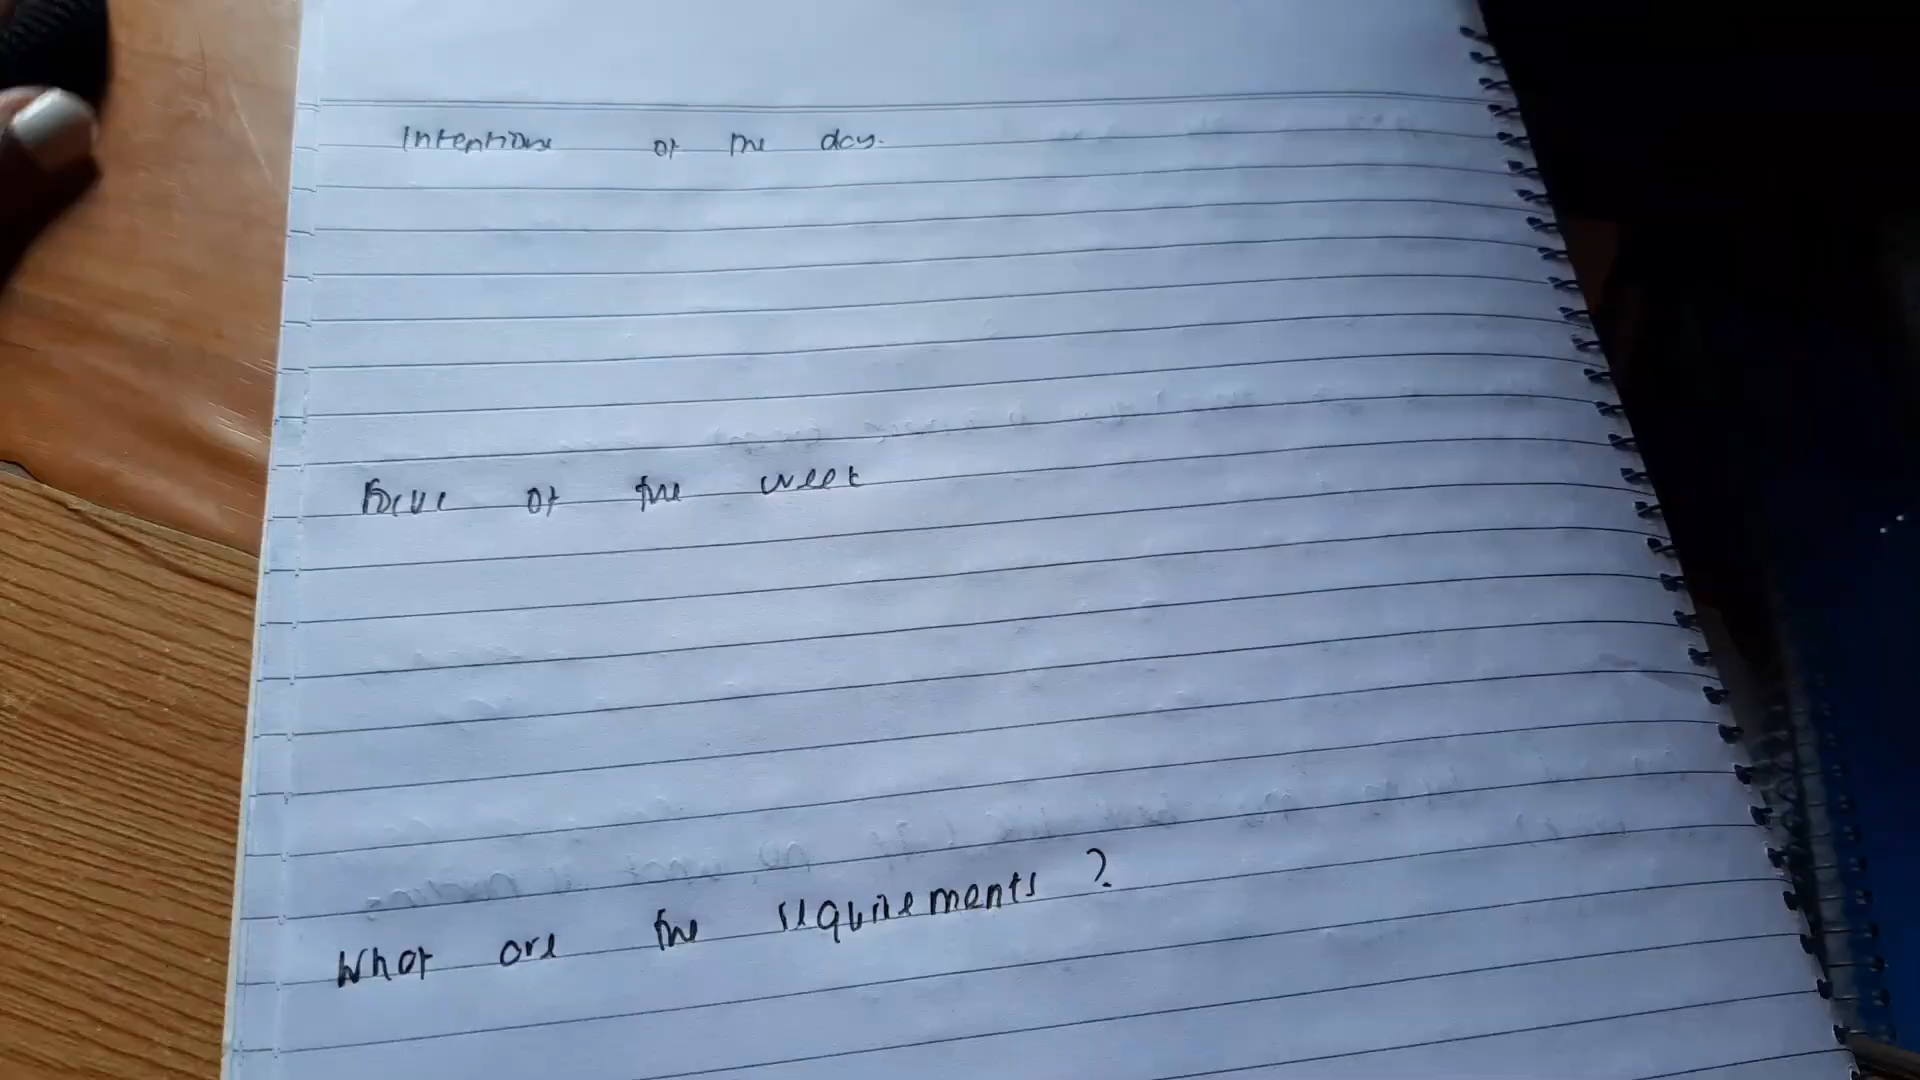 Intentions of the day.
Focus of the week
What are the requirements ?